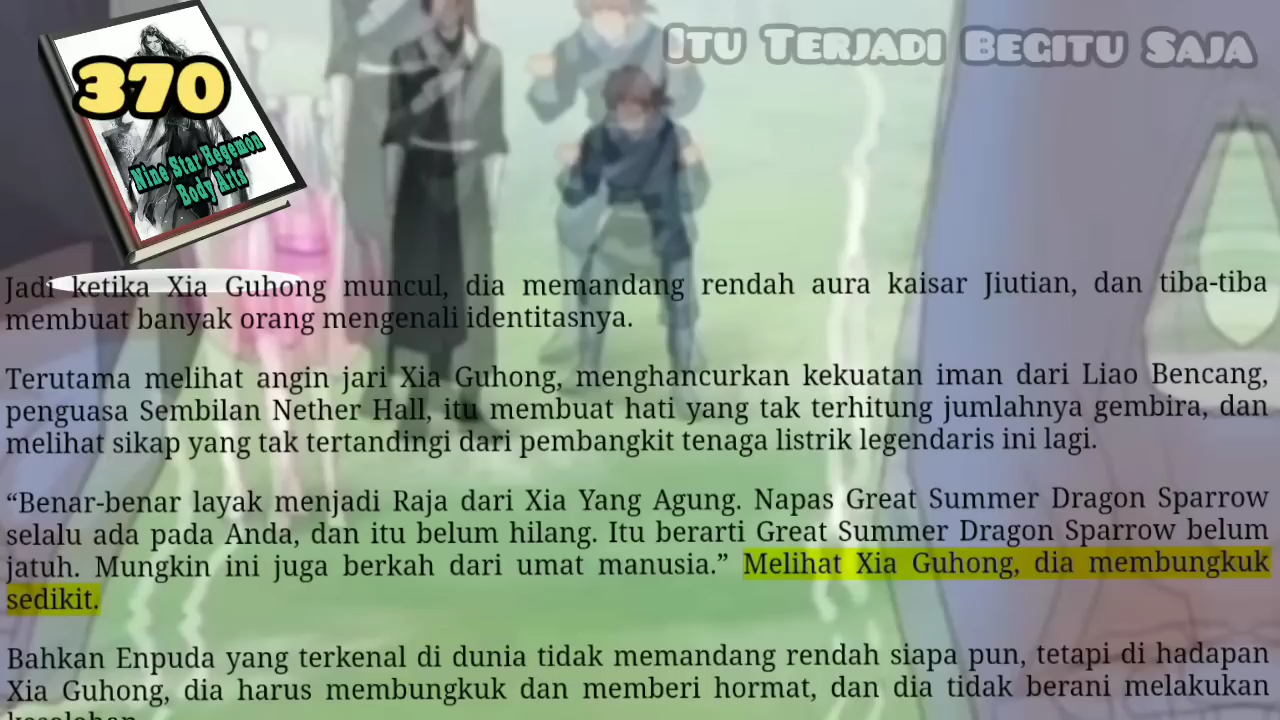 Itu Terjadi Begitu Saja
370
Nine Star Hegemon
Body Arts
Jadi ketika Xia Guhong muncul, dia memandang rendah aura kaisar Jiutian, dan tiba-tiba
membuat banyak orang mengenali identitasnya.
Terutama melihat angin jari Xia Guhong, menghancurkan kekuatan iman dari Liao Bencang,
penguasa Sembilan Nether Hall, itu membuat hati yang tak terhitung jumlahnya gembira, dan
melihat sikap yang tak tertandingi dari pembangkit tenaga listrik legendaris ini lagi.
“Benar-benar layak menjadi Raja dari Xia Yang Agung. Napas Great Summer Dragon Sparrow
selalu ada pada Anda, dan itu belum hilang. Itu berarti Great Summer Dragon Sparrow belum
jatuh. Mungkin ini juga berkah dari umat manusia.” Melihat Xia Guhong, dia membungkuk
sedikit.
Bahkan Enpuda yang terkenal di dunia tidak memandang rendah siapa pun, tetapi di hadapan
Xia Guhong, dia harus membungkuk dan memberi hormat, dan dia tidak berani melakukan